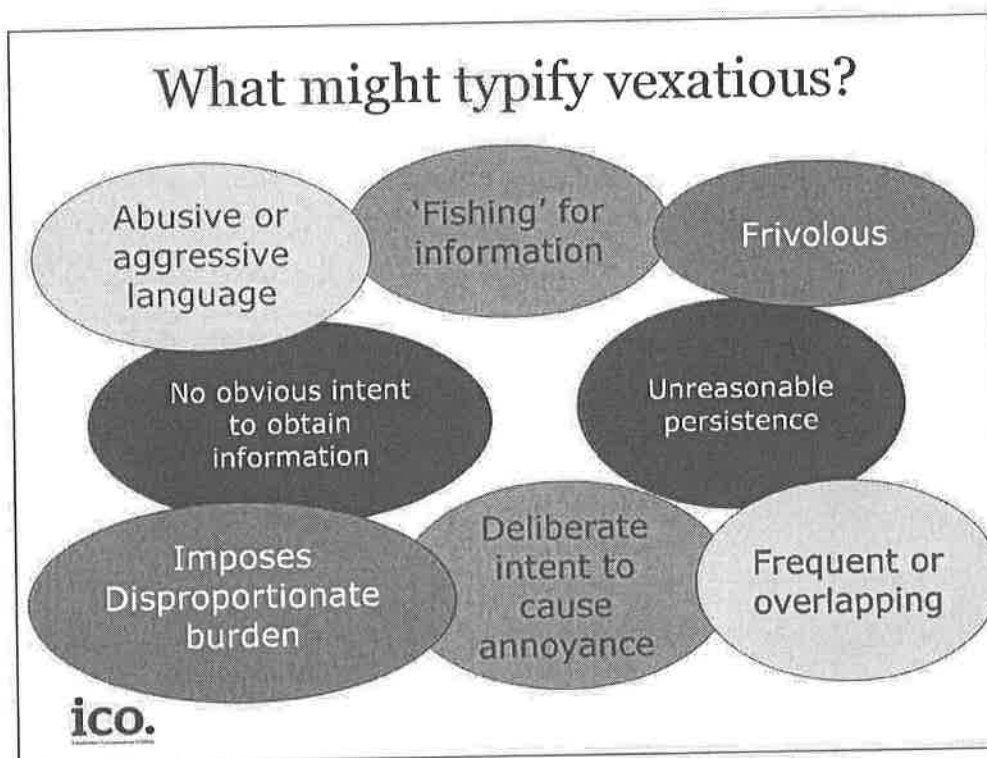 What might typify vexatious?
Abusive or
aggressive
language
'Fishing' for
information
Frivolous
No obvious intent
to obtain
information
Unreasonable
persistence
Imposes
Disproportionate
burden
Deliberate
intent to
cause
annoyance
Frequent or
overlapping
ico.